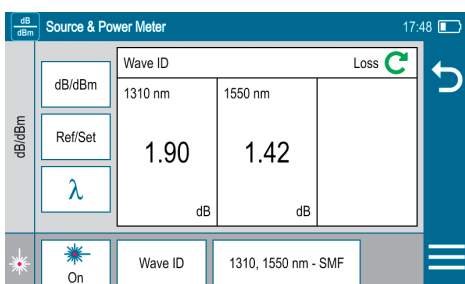 dB
dBm
Source & Power Meter
17:48
dB/dBm
dB/dBm
Ref/Set
λ
Wave ID
Loss
1310 nm
1550 nm
1.90
1.42
dB
dB
On
Wave ID
1310, 1550 nm - SMF